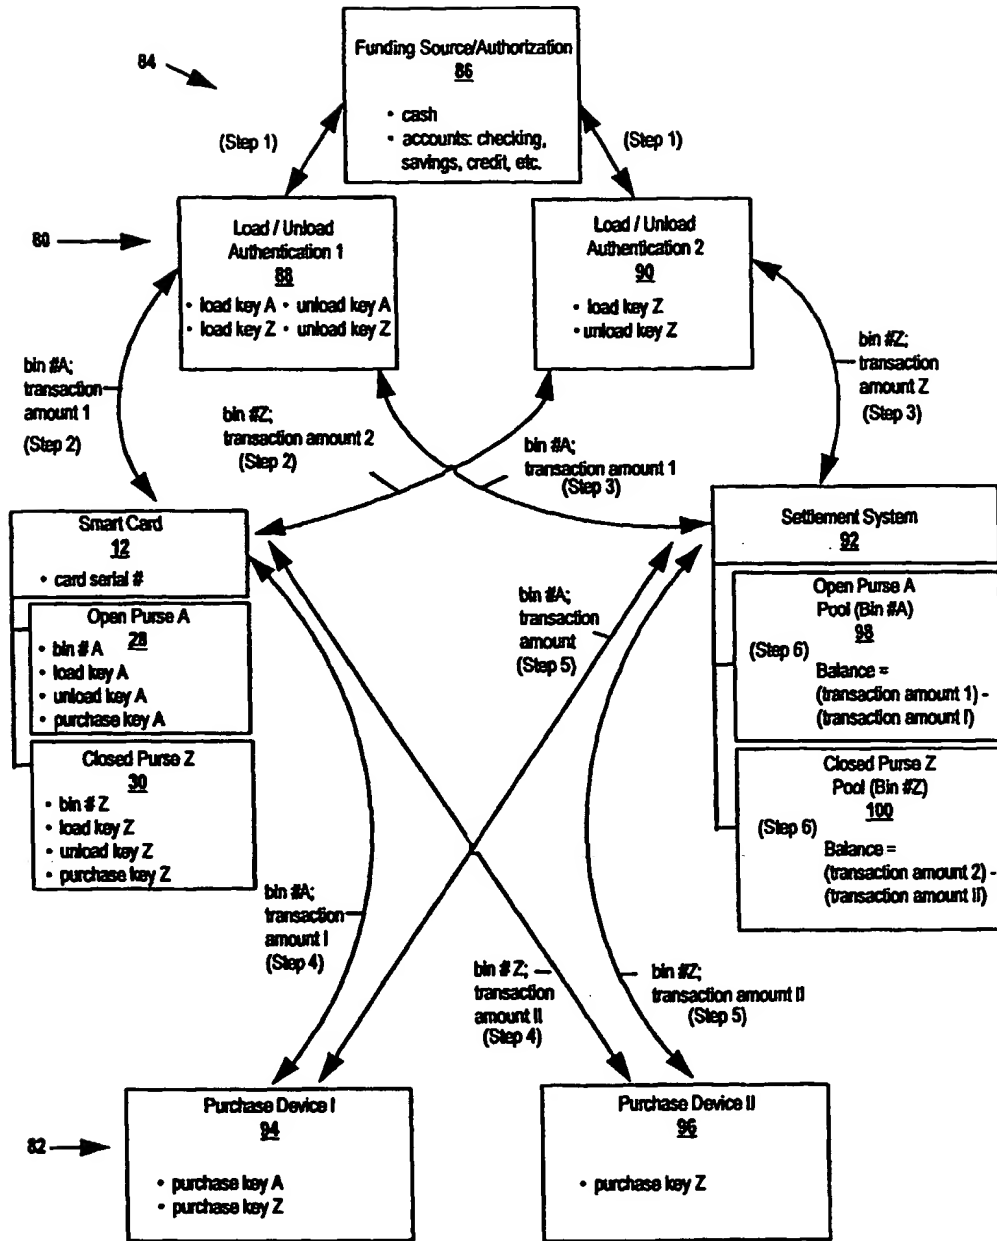 Funding Source/Authorization
86
• cash
• accounts: checking,
savings, credit, etc.
84
(Step 1)
(Step 1)
80
Load / Unload
Authentication 1
88
• load key A • unload key A
• load key Z • unload key Z
Load / Unload
Authentication 2
90
• load key Z
• unload key Z
bin #A;
transaction
amount 1
(Step 2)
bin #Z;
transaction amount 2
(Step 2)
bin #A;
transaction amount 1
(Step 3)
bin #Z;
transaction
amount Z
(Step 3)
Smart Card
12
• card serial #
Open Purse A
28
• bin # A
• load key A
• unload key A
• purchase key A
Closed Purse Z
30
• bin # Z
• load key Z
• unload key Z
• purchase key Z
Settlement System
92
Open Purse A
Pool (Bin #A)
98
(Step 6)
Balance =
(transaction amount 1) -
(transaction amount I)
Closed Purse Z
Pool (Bin #Z)
100
(Step 6)
Balance =
(transaction amount 2) -
(transaction amount II)
bin #A;
transaction
amount
(Step 5)
bin #A;
transaction
amount I
(Step 4)
bin # Z;
transaction
amount II
(Step 4)
bin #Z;
transaction amount II
(Step 5)
82
Purchase Device I
94
• purchase key A
• purchase key Z
Purchase Device II
96
• purchase key Z